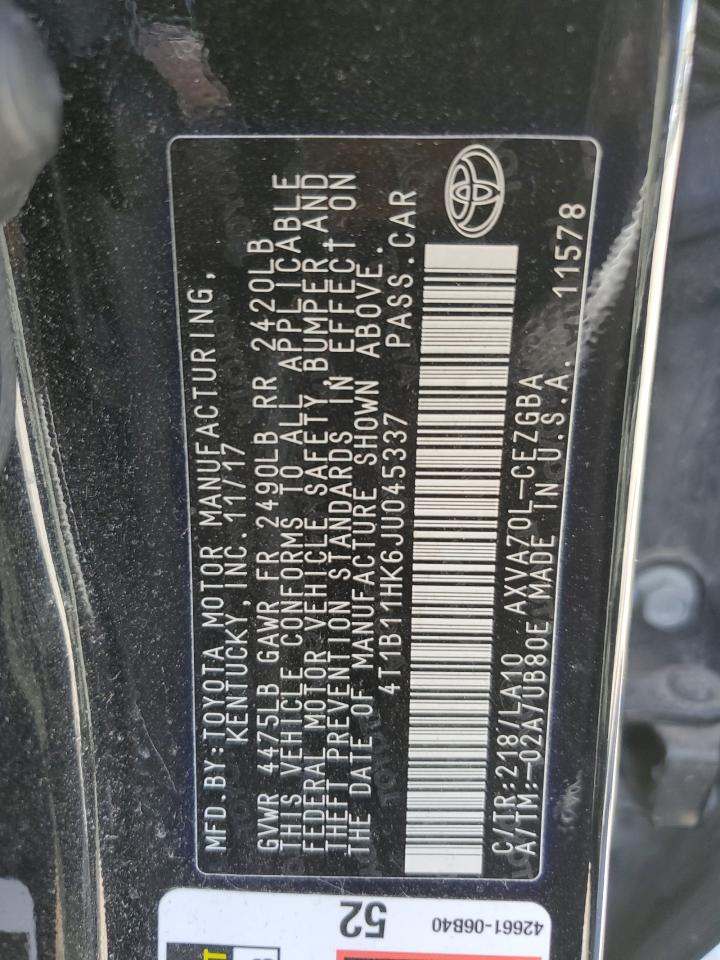 MFD.BY:TOYOTA MOTOR MANUFACTURING,
KENTUCKY, INC. 11/17
GVWR 4475LB GAWR FR 2490LB RR 2420LB
THIS VEHICLE CONFORMS TO ALL APPLICABLE
FEDERAL MOTOR VEHICLE SAFETY, BUMPER, AND
THEFT PREVENTION STANDARDS IN EFFECT ON
THE DATE OF MANUFACTURE SHOWN ABOVE.
4T1B11HK6JU045337 PASS.CAR
C/TR:218/LA10 AXVA70L-CEZGBA
A/TM:-02A/UB80E MADE IN U.S.A. 11578
52
42661-06B40